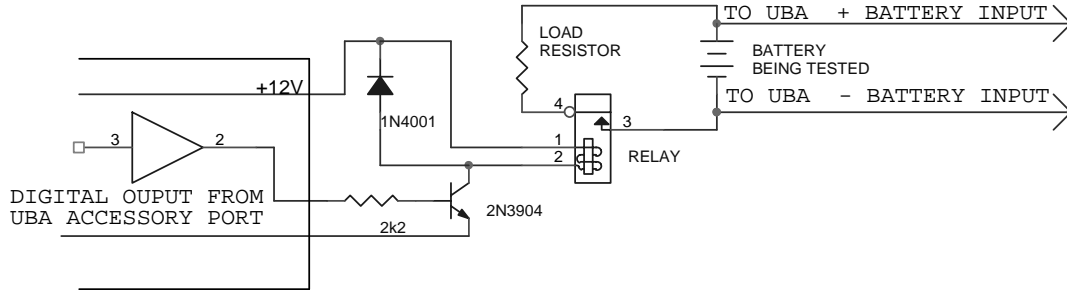 TO UBA + BATTERY INPUT
LOAD
RESISTOR
BATTERY
BEING TESTED
+12V
TO UBA - BATTERY INPUT
4
1N4001
3
3
2
1
2
RELAY
DIGITAL OUPUT FROM
UBA ACCESSORY PORT
2N3904
2k2